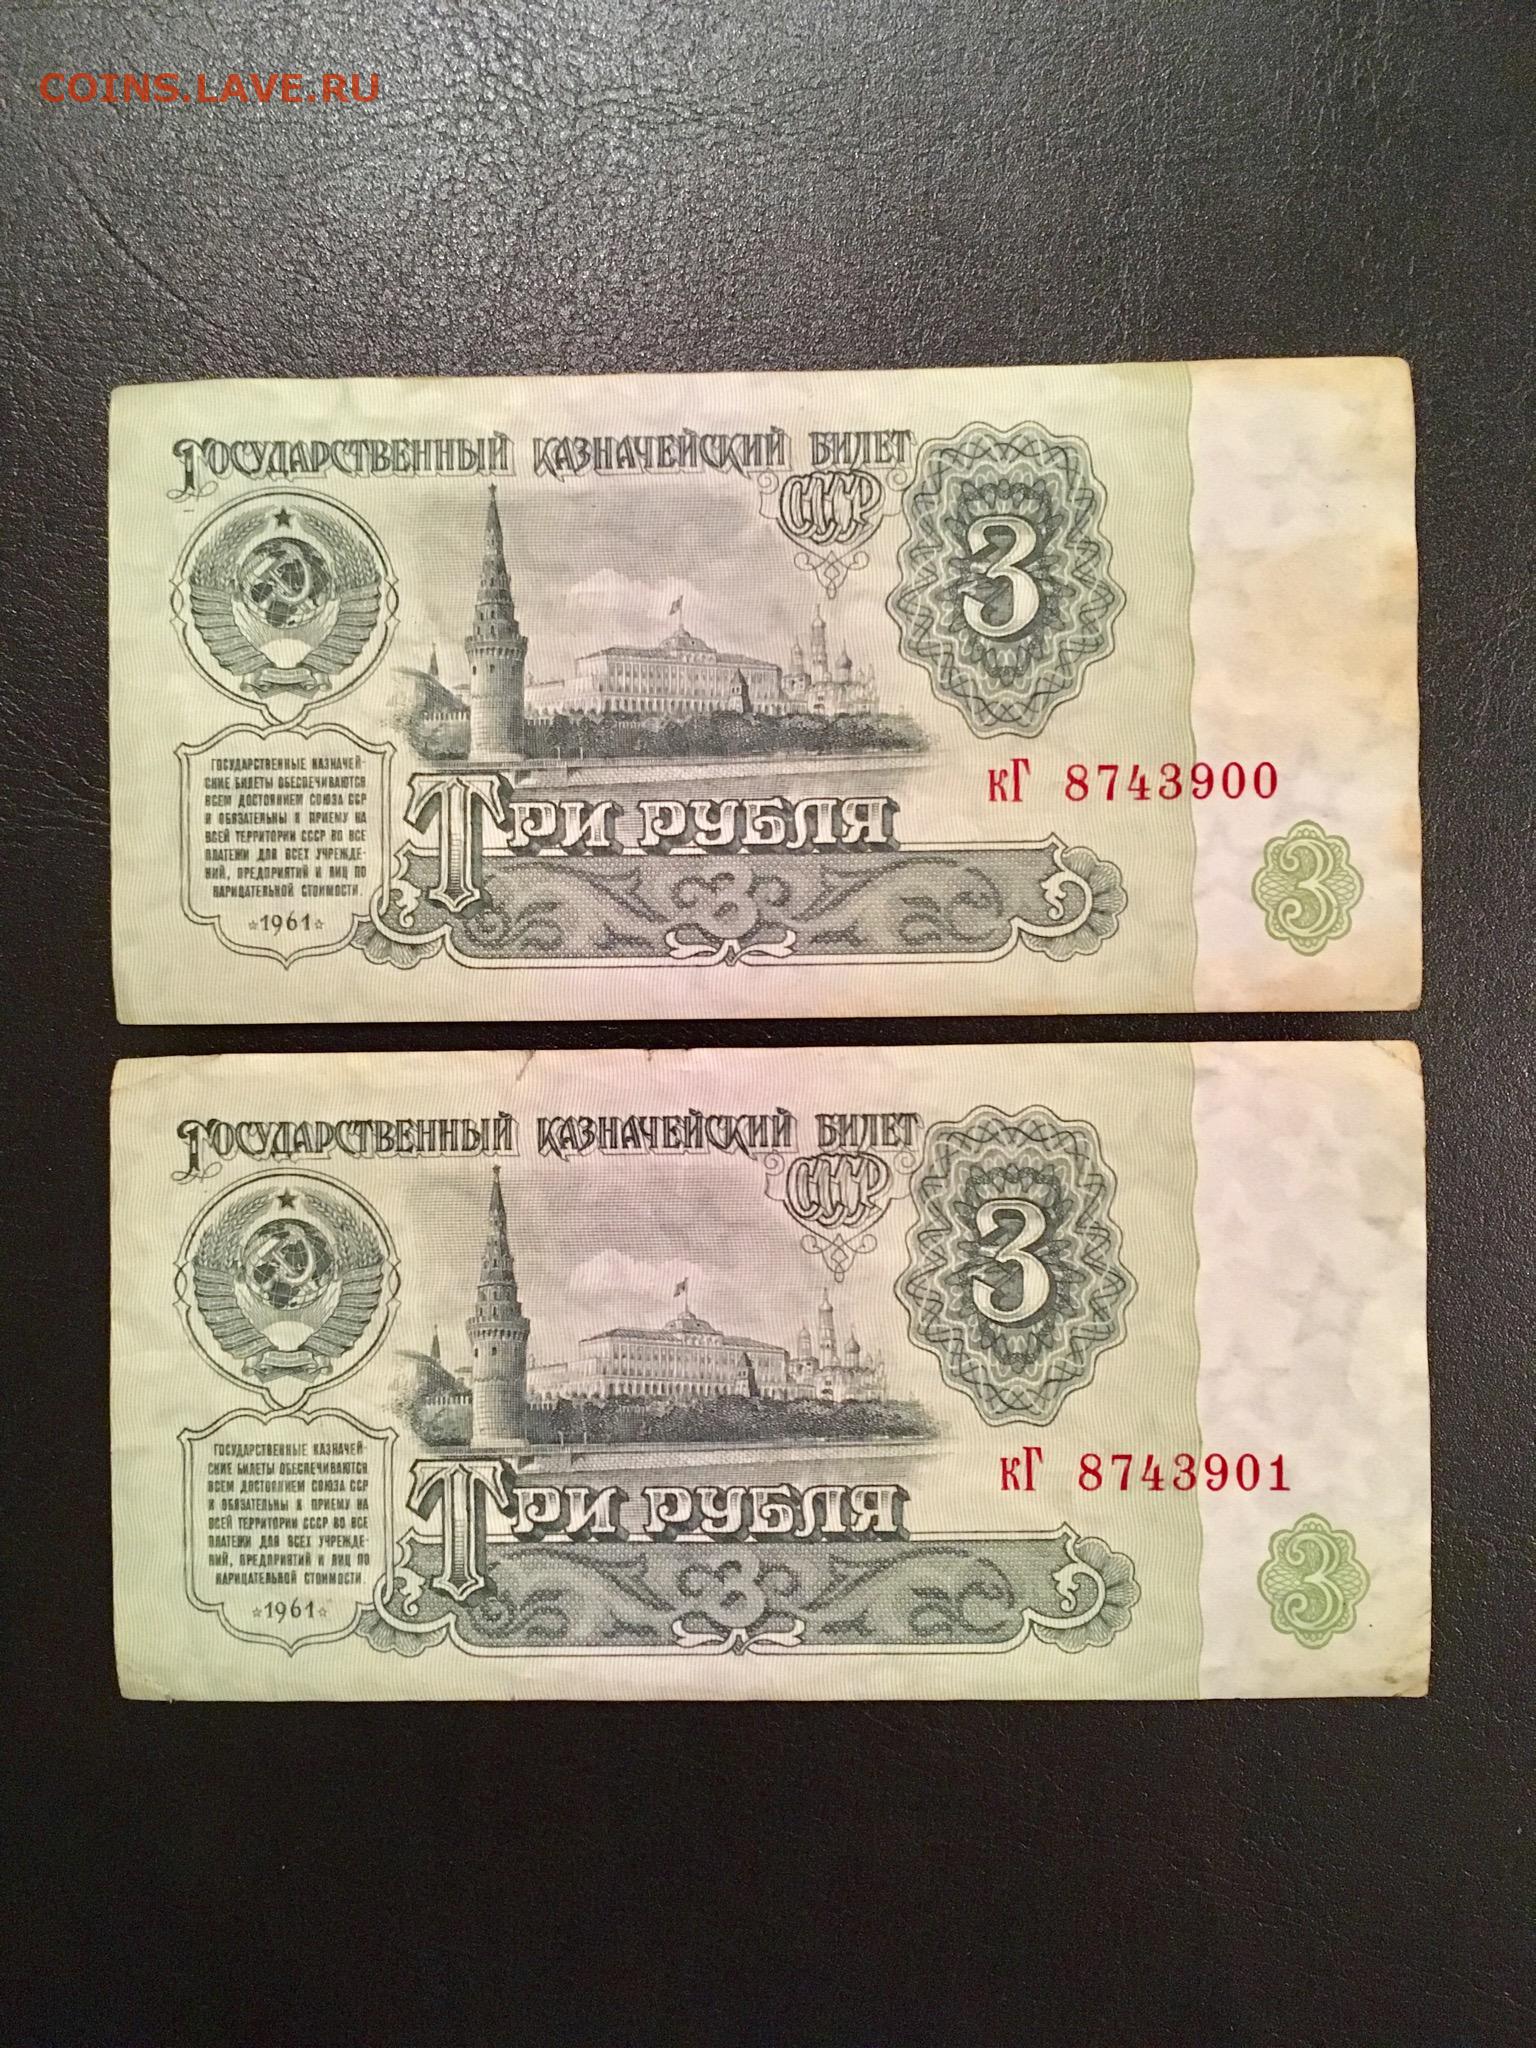 COINS.LAVE.RU
Государственный казначейский билет
СССР
3
Государственные казначей-
ские билеты обеспечиваются
всем достоянием Союза ССР
и обязательны к приему на
всей территории СССР во все
платежи для всех учрежде-
ний, предприятий и лиц по
нарицательной стоимости.
☆1961☆
Три рубля
кГ 8743900
3
Государственный казначейский билет
СССР
3
Государственные казначей-
ские билеты обеспечиваются
всем достоянием Союза ССР
и обязательны к приему на
всей территории СССР во все
платежи для всех учрежде-
ний, предприятий и лиц по
нарицательной стоимости.
☆1961☆
Три рубля
кГ 8743901
3